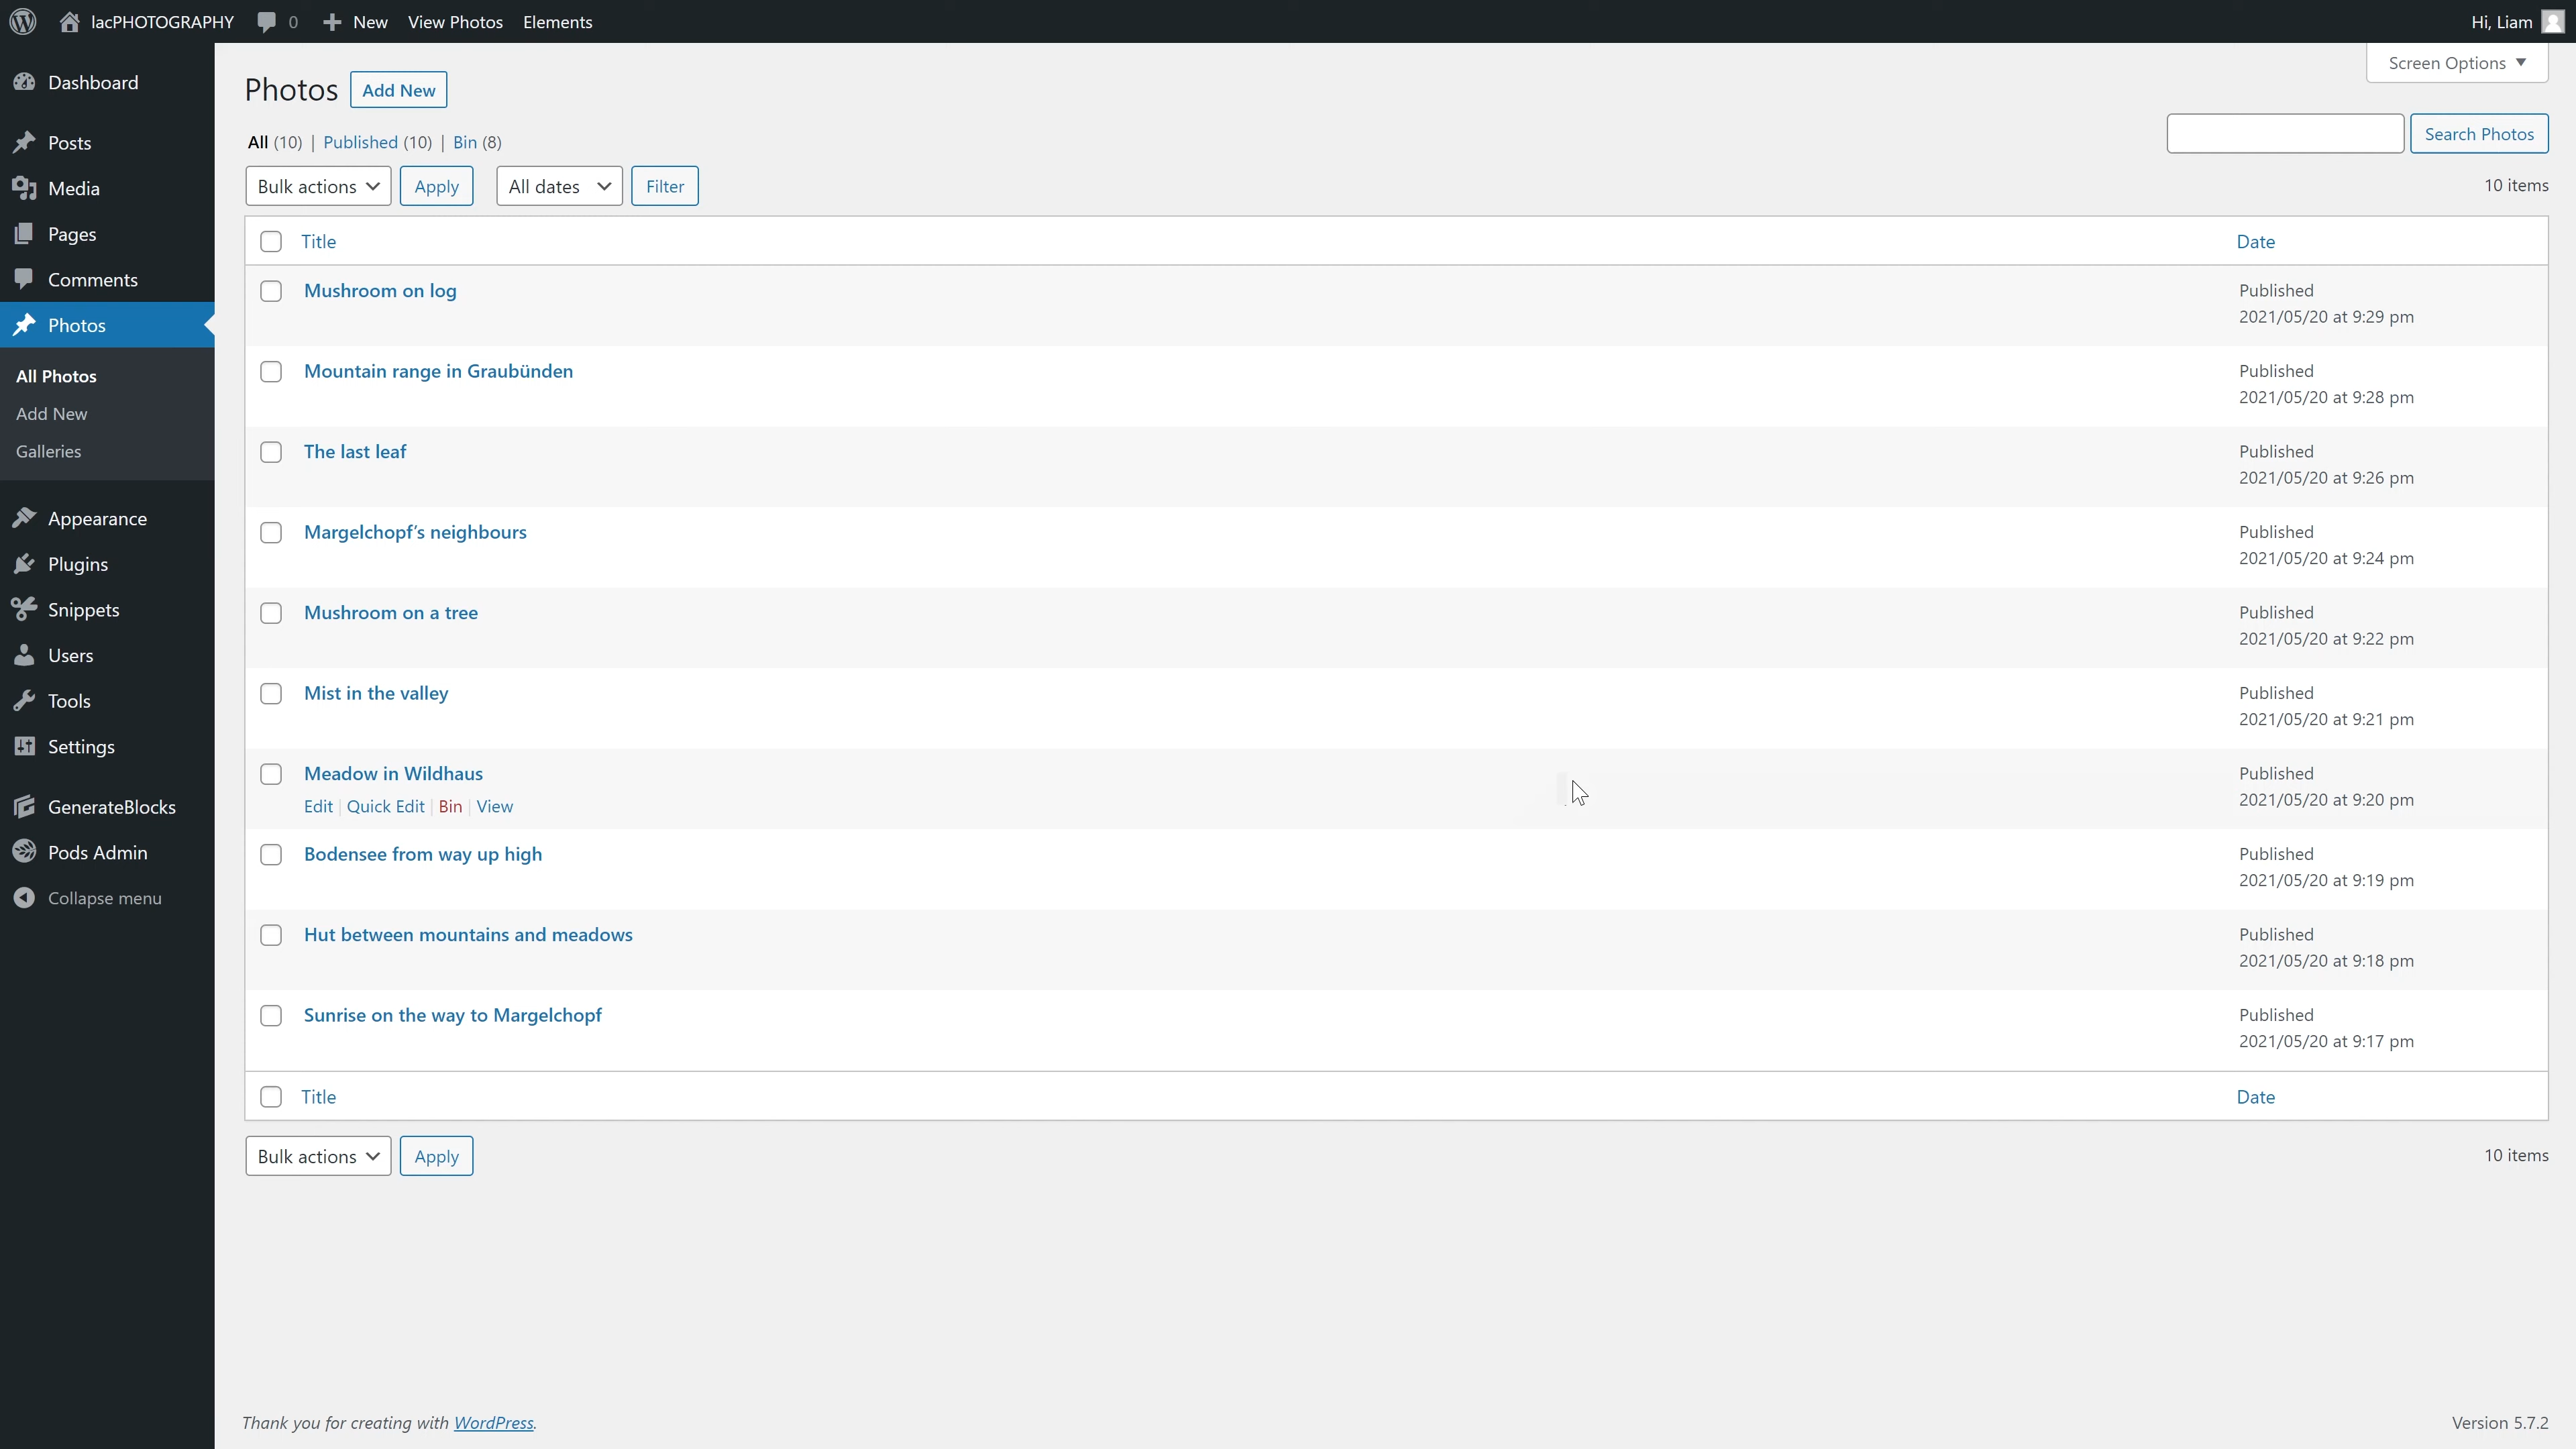 lacPHOTOGRAPHY 0 New View Photos Elements Hi, Liam
Screen Options
Dashboard
Posts
Media
Pages
Comments
Photos
All Photos
Add New
Galleries
Appearance
Plugins
Snippets
Users
Tools
Settings
GenerateBlocks
Pods Admin
Collapse menu
Photos Add New
All (10) | Published (10) | Bin (8)
Search Photos
Bulk actions Apply All dates Filter 10 items
Title Date
Mushroom on log Published
2021/05/20 at 9:29 pm
Mountain range in Graubünden Published
2021/05/20 at 9:28 pm
The last leaf Published
2021/05/20 at 9:26 pm
Margelchopf's neighbours Published
2021/05/20 at 9:24 pm
Mushroom on a tree Published
2021/05/20 at 9:22 pm
Mist in the valley Published
2021/05/20 at 9:21 pm
Meadow in Wildhaus Published
Edit | Quick Edit | Bin | View 2021/05/20 at 9:20 pm
Bodensee from way up high Published
2021/05/20 at 9:19 pm
Hut between mountains and meadows Published
2021/05/20 at 9:18 pm
Sunrise on the way to Margelchopf Published
2021/05/20 at 9:17 pm
Title Date
Bulk actions Apply 10 items
Thank you for creating with WordPress. Version 5.7.2